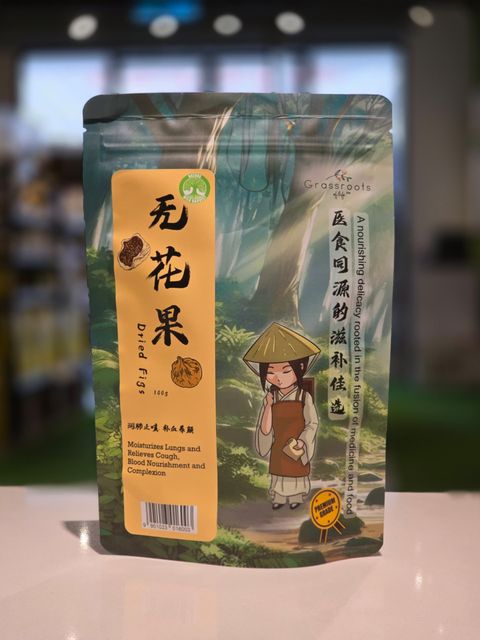 Grassroots
无花果
Dried Figs
100g
润肺止咳 补血养颜
Moisturizes Lungs and
Relieves Cough,
Blood Nourishment and
Complexion
医食同源的滋补佳选
A nourishing delicacy rooted in the fusion of medicine and food
PREMIUM
GRADE